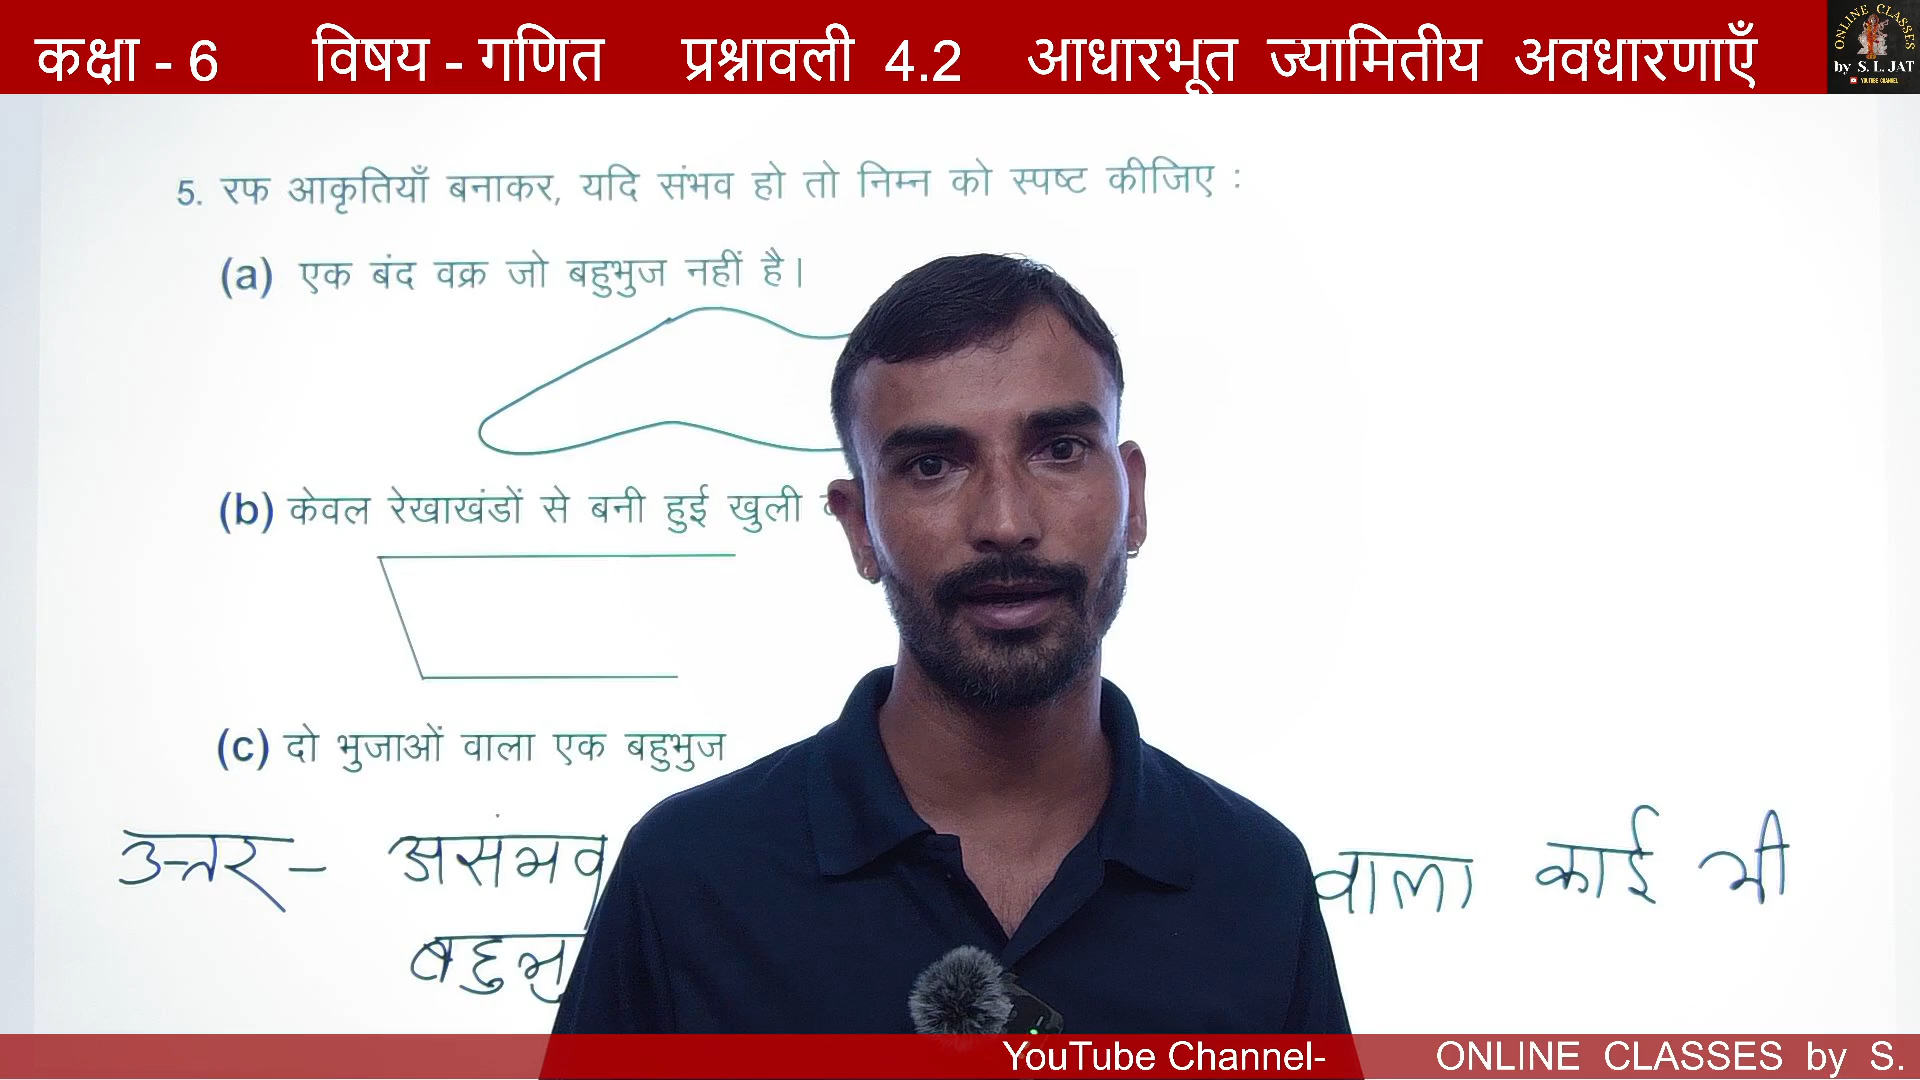 कक्षा - 6 विषय - गणित प्रश्नावली 4.2 आधारभूत ज्यामितीय अवधारणाएँ
ONLINE CLASSES
by S. L. JAT
YOUTUBE CHANNEL
5. रफ आकृतियाँ बनाकर, यदि संभव हो तो निम्न को स्पष्ट कीजिए :
(a) एक बंद वक्र जो बहुभुज नहीं है।
(b) केवल रेखाखंडों से बनी हुई खुली
(c) दो भुजाओं वाला एक बहुभुज
उत्तर - असंभव वाला काई भी
YouTube Channel- ONLINE CLASSES by S.